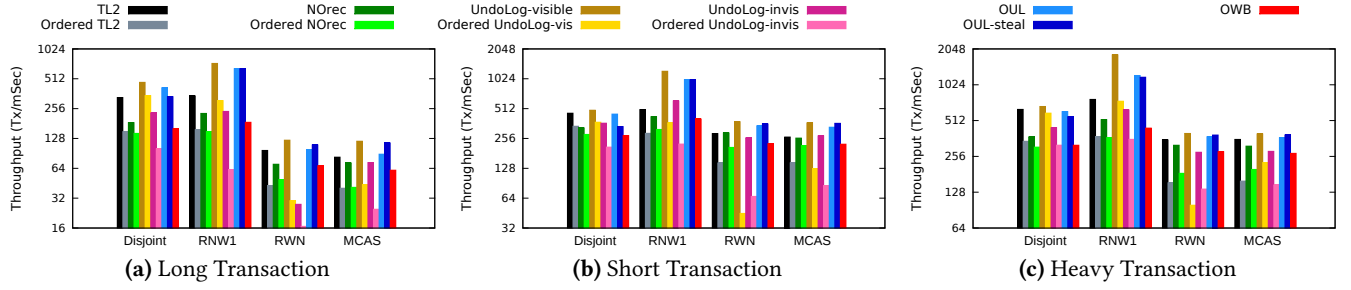 TL2
Ordered TL2
NOrec
Ordered NOrec
UndoLog-visible
Ordered UndoLog-vis
UndoLog-invis
Ordered UndoLog-invis
OUL
OUL-steal
OWB
Throughput (Tx/mSec)
1024
512
256
128
64
32
16
Disjoint RNW1 RWN MCAS
(a) Long Transaction
Throughput (Tx/mSec)
2048
1024
512
256
128
64
32
Disjoint RNW1 RWN MCAS
(b) Short Transaction
Throughput (Tx/mSec)
2048
1024
512
256
128
64
Disjoint RNW1 RWN MCAS
(c) Heavy Transaction